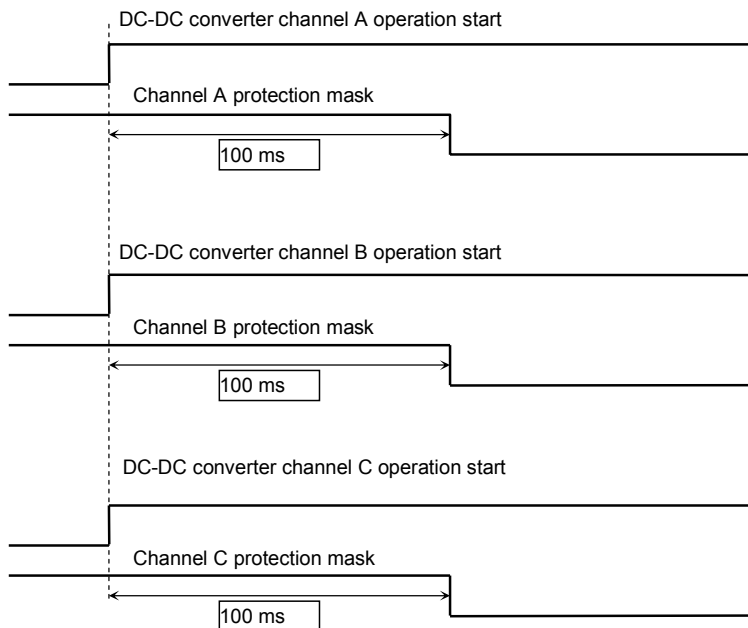 DC-DC converter channel A operation start
Channel A protection mask
100 ms
DC-DC converter channel B operation start
Channel B protection mask
100 ms
DC-DC converter channel C operation start
Channel C protection mask
100 ms